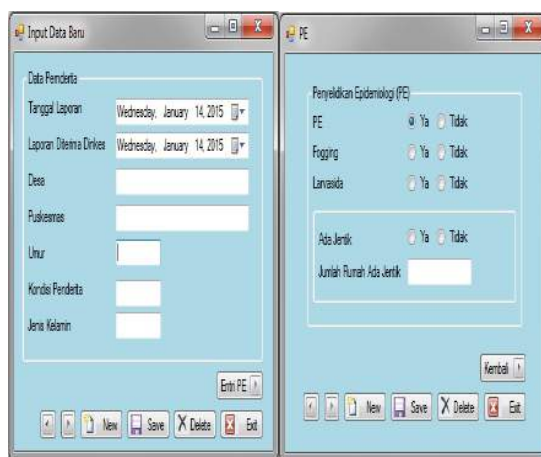 Input Data Baru
Data Penderita
Tanggal Laporan Wednesday, January 14, 2015
Laporan Diterima Dinkes Wednesday, January 14, 2015
Desa
Puskesmas
Umur
Kondisi Penderita
Jenis Kelamin
Entri PE
New Save Delete Exit
PE
Penyelidikan Epidemiologi (PE)
PE Ya Tidak
Fogging Ya Tidak
Larvasida Ya Tidak
Ada Jentik Ya Tidak
Jumlah Rumah Ada Jentik
Kembali
New Save Delete Exit